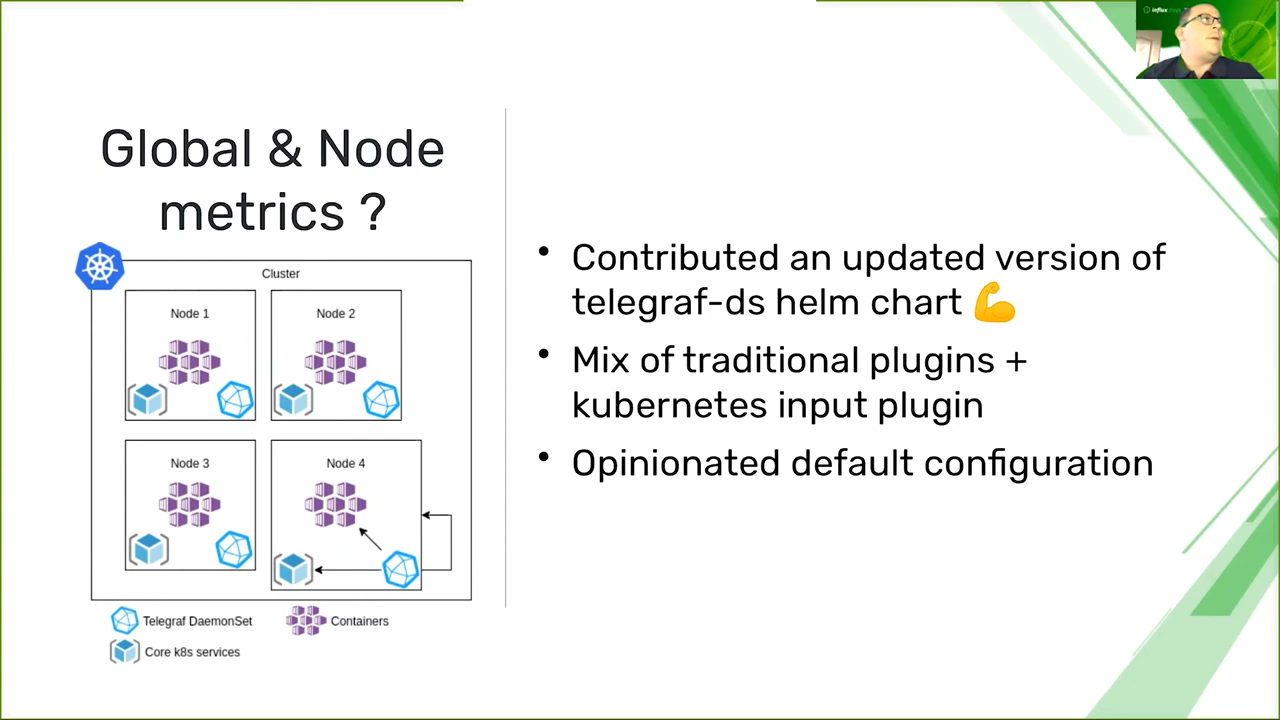 influx
Global & Node
metrics ?
Cluster
Node 1
Node 2
Node 3
Node 4
Telegraf DaemonSet
Containers
Core k8s services
• Contributed an updated version of
telegraf-ds helm chart 💪
• Mix of traditional plugins +
kubernetes input plugin
• Opinionated default configuration